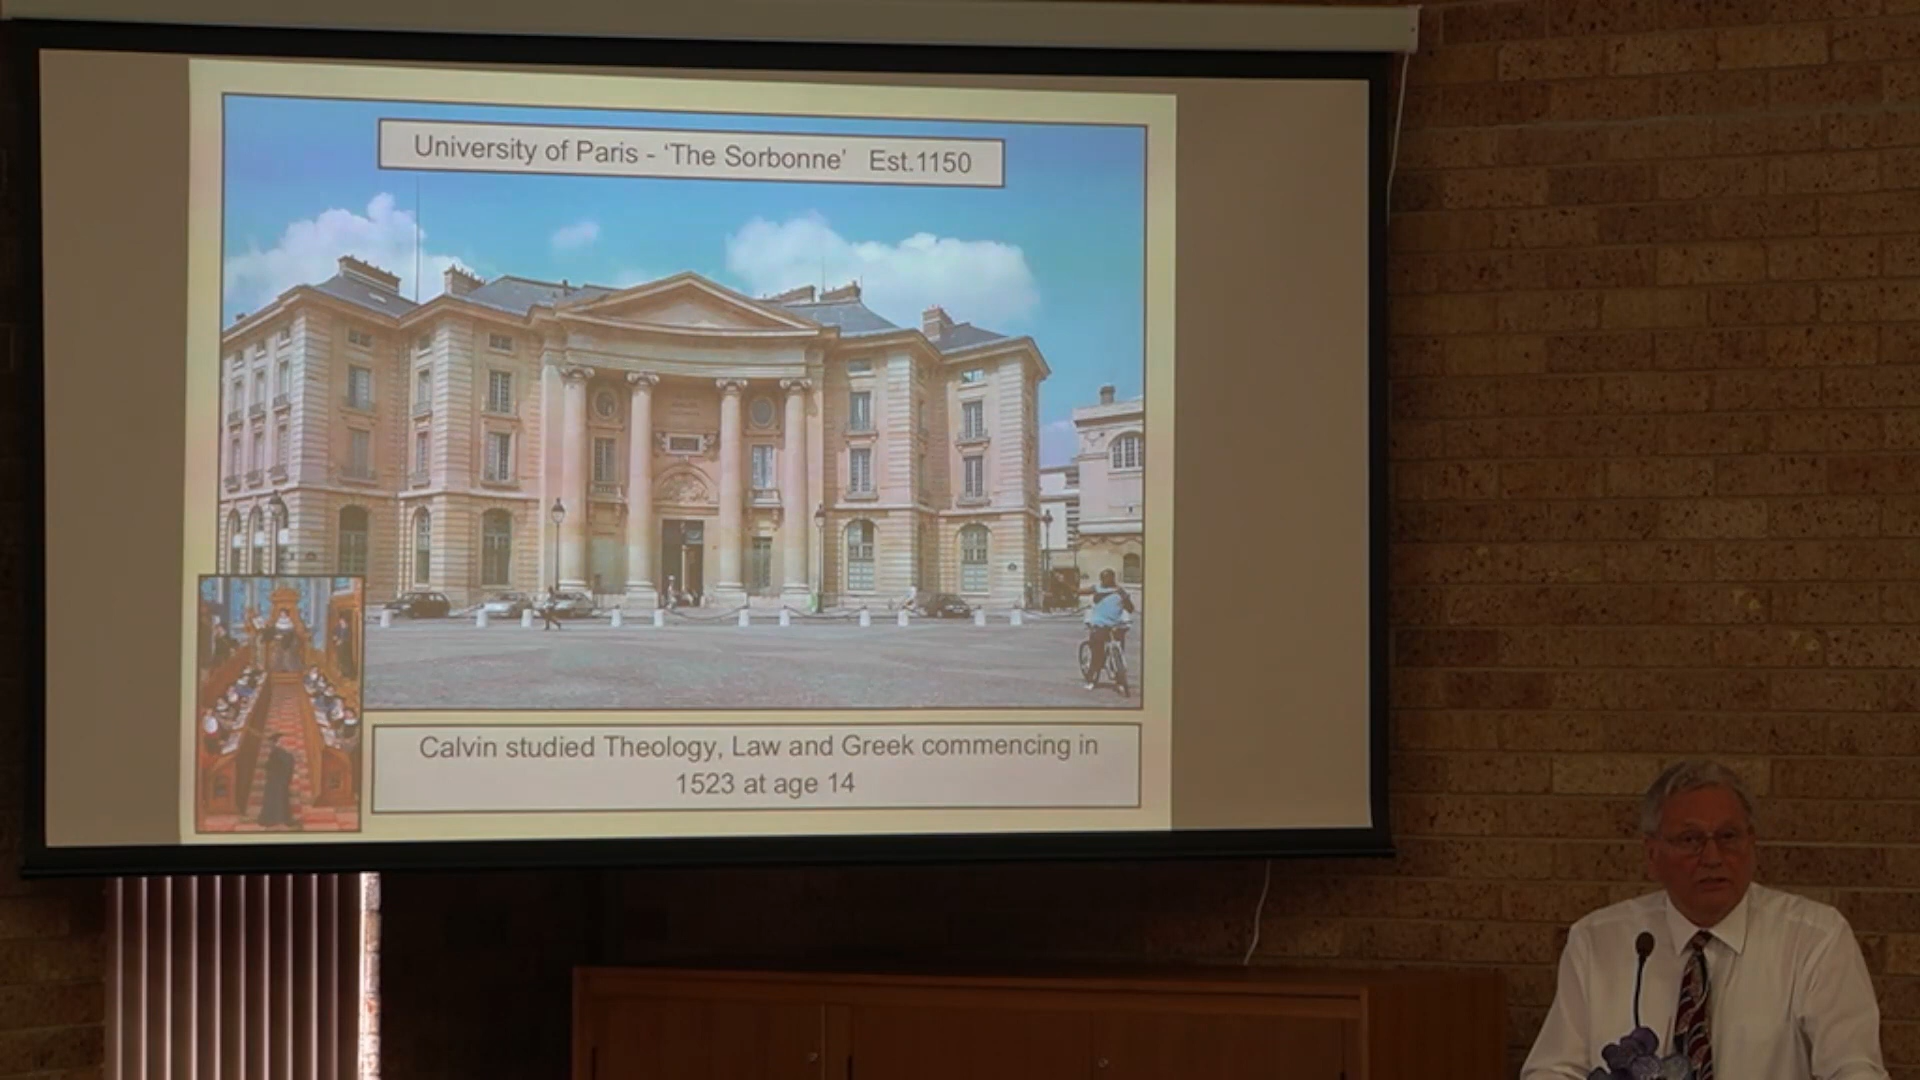 University of Paris - ‘The Sorbonne’ Est.1150
Calvin studied Theology, Law and Greek commencing in
1523 at age 14